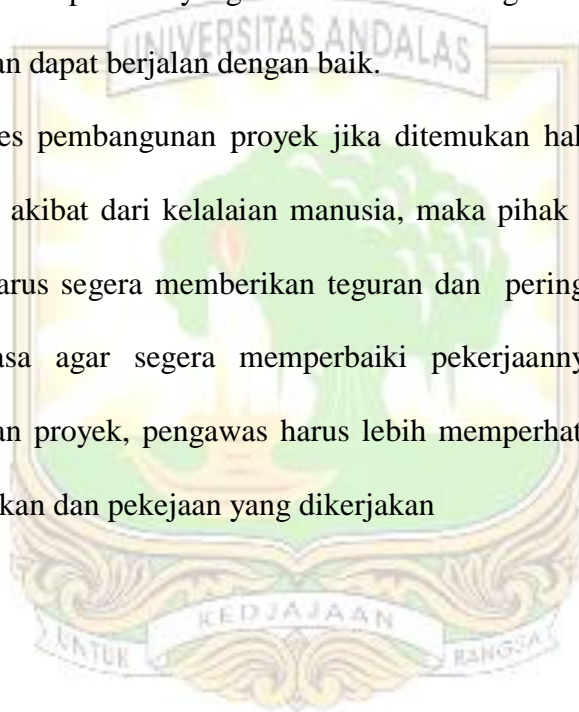 UNIVERSITAS ANDALAS
an dapat berjalan dengan baik.
es pembangunan proyek jika ditemukan hal
akibat dari kelalaian manusia, maka pihak
arus segera memberikan teguran dan pering
asa agar segera memperbaiki pekerjaanny
an proyek, pengawas harus lebih memperhat
kan dan pekejaan yang dikerjakan
KEDJAJAAN
UNTUK BANGSA